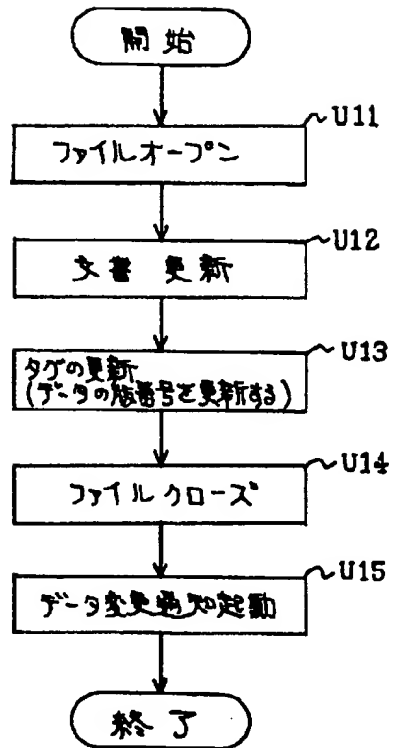 開始
U11
ファイルオープン
U12
文書 更新
U13
タグの更新
(データの版番号を更新する)
U14
ファイルクローズ
U15
データ変更通知起動
終了